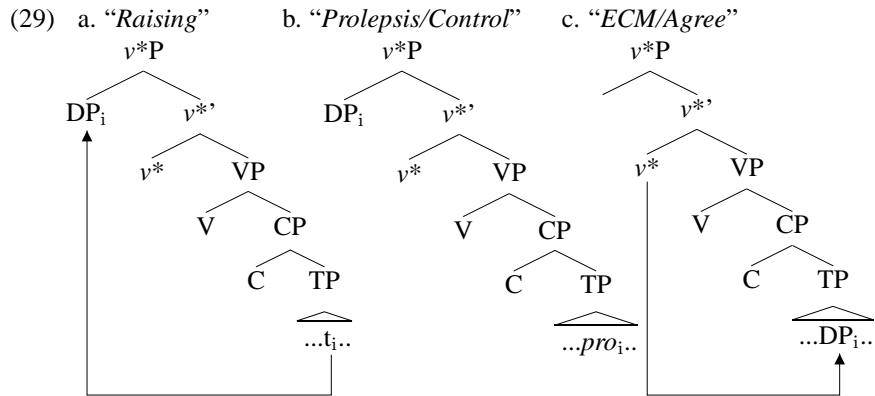 (29) a. “Raising” b. “Prolepsis/Control” c. “ECM/Agree”
v*P v*P v*P
DPi v*’ DPi v*’ v*’
v* VP v* VP v* VP
V CP V CP V CP
C TP C TP C TP
...ti.. ...proi.. ...DPi..